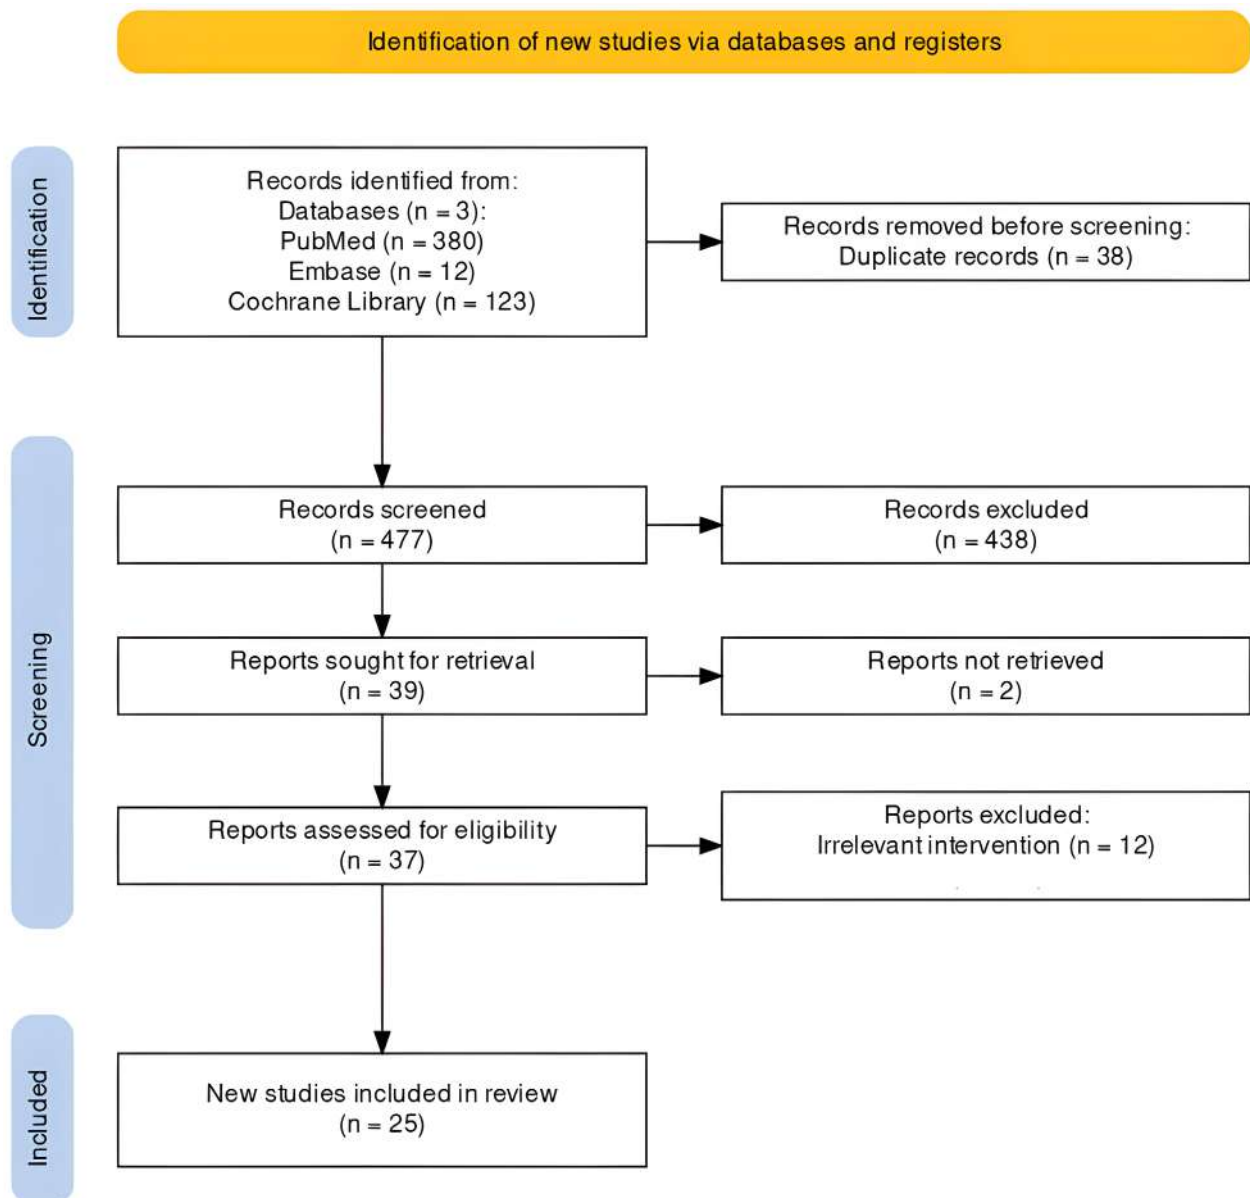 Identification of new studies via databases and registers
Identification
Records identified from:
Databases (n = 3):
PubMed (n = 380)
Embase (n = 12)
Cochrane Library (n = 123)
Records removed before screening:
Duplicate records (n = 38)
Screening
Records screened
(n = 477)
Records excluded
(n = 438)
Reports sought for retrieval
(n = 39)
Reports not retrieved
(n = 2)
Reports assessed for eligibility
(n = 37)
Reports excluded:
Irrelevant intervention (n = 12)
Included
New studies included in review
(n = 25)